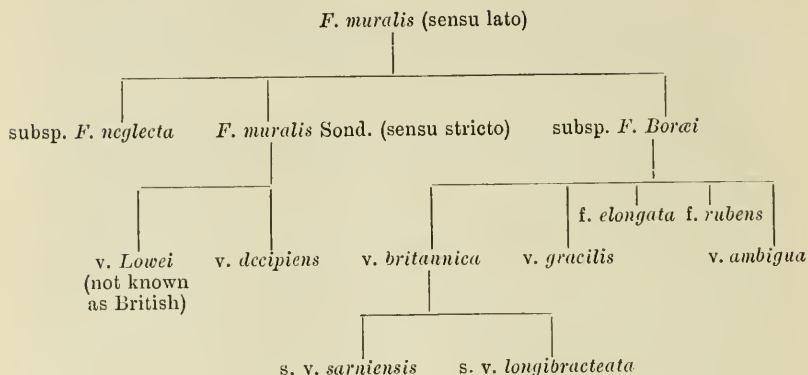 F. muralis (sensu lato)
subsp. F. neglecta F. muralis Sond. (sensu stricto) subsp. F. Boræi
f. elongata f. rubens
v. Lowei v. decipiens v. britannica v. gracilis v. ambigua
(not known
as British)
s. v. sarniensis s. v. longibracteata